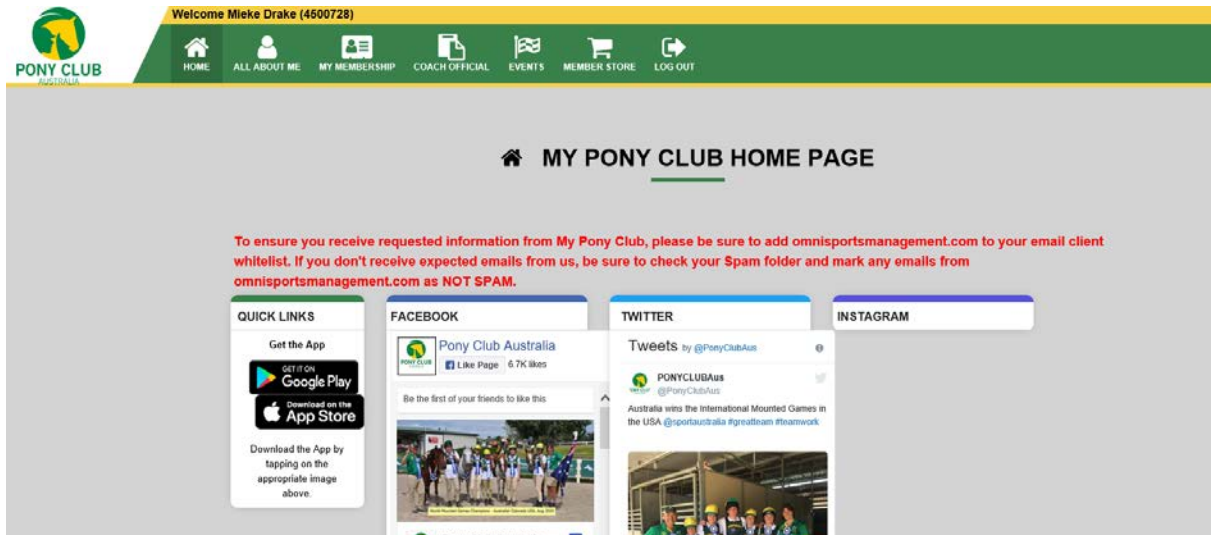 Welcome Mieke Drake (4500728)
PONY CLUB
AUSTRALIA
HOME
ALL ABOUT ME
MY MEMBERSHIP
COACH OFFICIAL
EVENTS
MEMBER STORE
LOG OUT
MY PONY CLUB HOME PAGE
To ensure you receive requested information from My Pony Club, please be sure to add omnisportsmanagement.com to your email client
whitelist. If you don't receive expected emails from us, be sure to check your Spam folder and mark any emails from
omnisportsmanagement.com as NOT SPAM.
QUICK LINKS
Get the App
GET IT ON
Google Play
Download on the
App Store
Download the App by
tapping on the
appropriate image
above.
FACEBOOK
PONY CLUB
Pony Club Australia
Like Page
6.7K likes
Be the first of your friends to like this
TWITTER
Tweets by @PonyClubAus
PONYCLUBAus
@PonyClubAus
Australia wins the International Mounted Games in
the USA @sportaustralia #greatteam #teamwork
INSTAGRAM